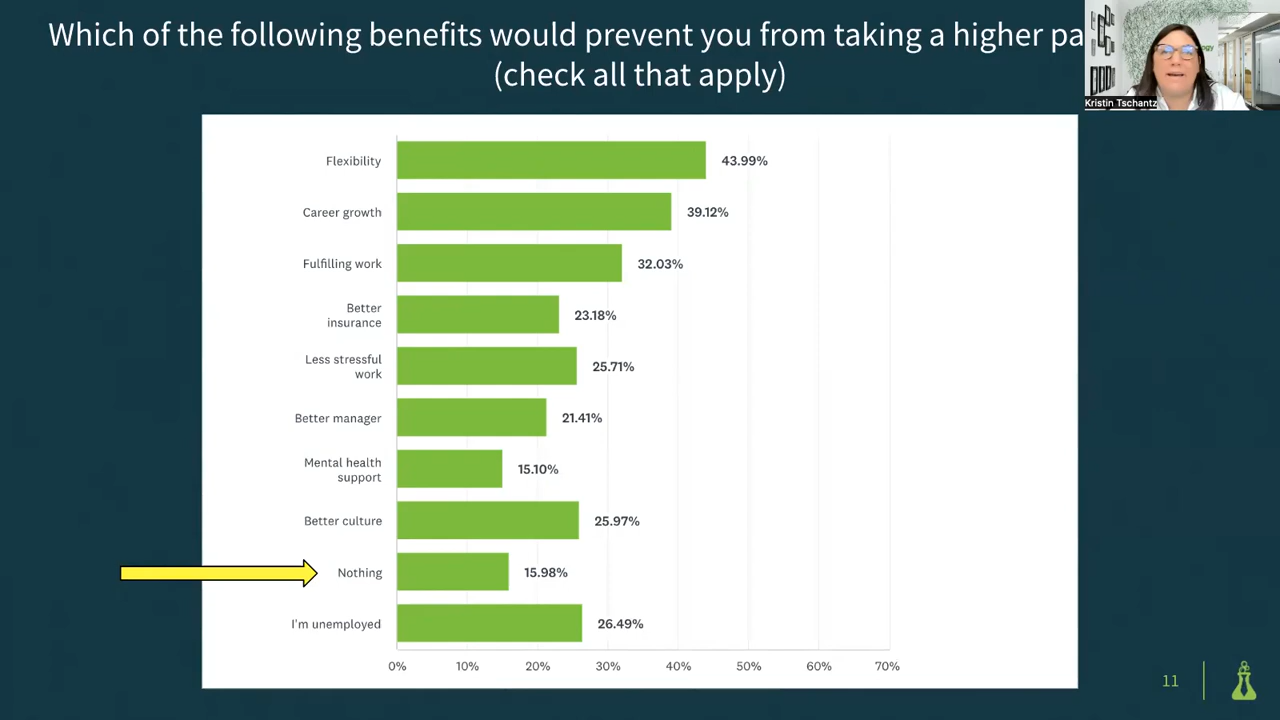 Which of the following benefits would prevent you from taking a higher pa
(check all that apply)
Kristin Tschantz
Flexibility
43.99%
Career growth
39.12%
Fulfilling work
32.03%
Better
insurance
23.18%
Less stressful
work
25.71%
Better manager
21.41%
Mental health
support
15.10%
Better culture
25.97%
Nothing
15.98%
I'm unemployed
26.49%
0% 10% 20% 30% 40% 50% 60% 70%
11